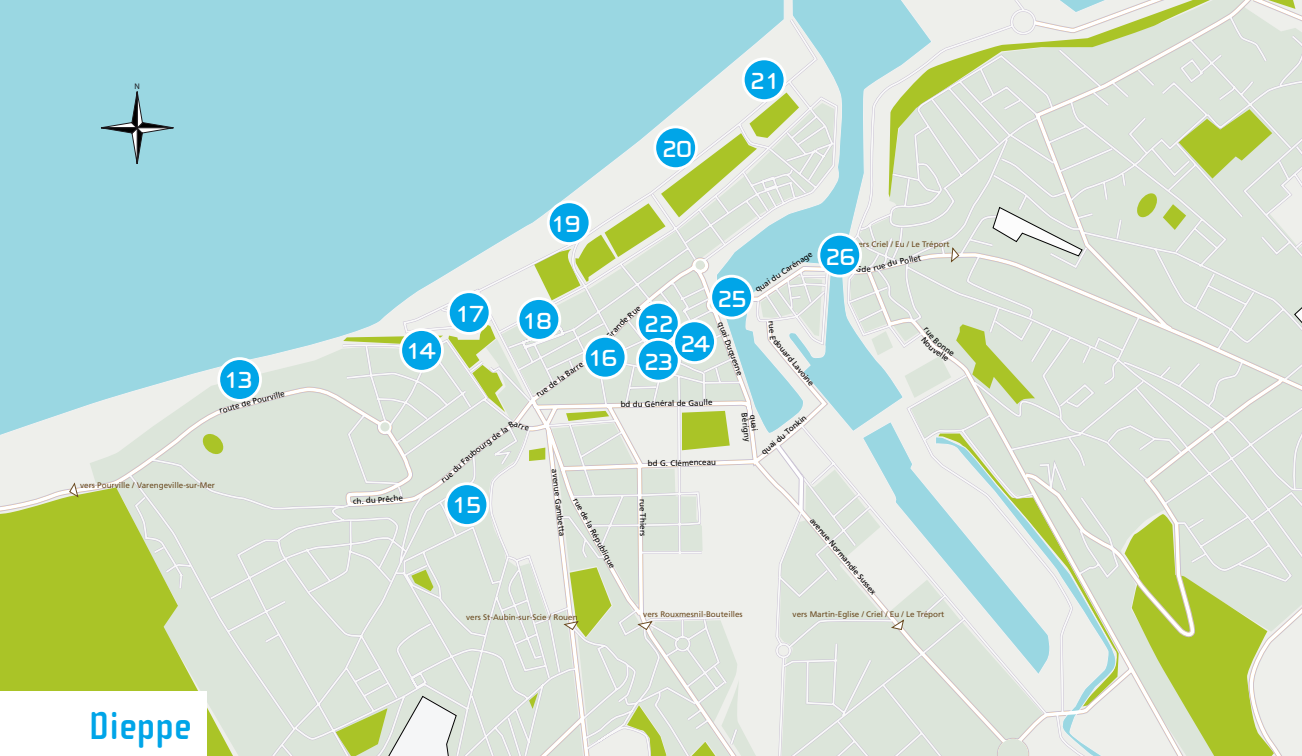 N
21
20
19
26
vers Criel / Eu / Le Tréport
Gde rue du Pollet
quai du Carénage
25
17
18
Grande Rue
22
24
14
16
23
quai Duquesne
rue Edouard Lavoine
rue Bonne
Nouvelle
13
route de Pourville
rue de la Barre
bd du Général de Gaulle
quai
Bérigny
quai du Tonkin
rue du Faubourg de la Barre
bd G. Clémenceau
vers Pourville / Varengeville-sur-Mer
ch. du Prêche
15
avenue Gambetta
rue de la République
rue Thiers
avenue Normandie Sussex
vers St-Aubin-sur-Scie / Rouen
vers Rouxmesnil-Bouteilles
vers Martin-Eglise / Criel / Eu / Le Tréport
Dieppe